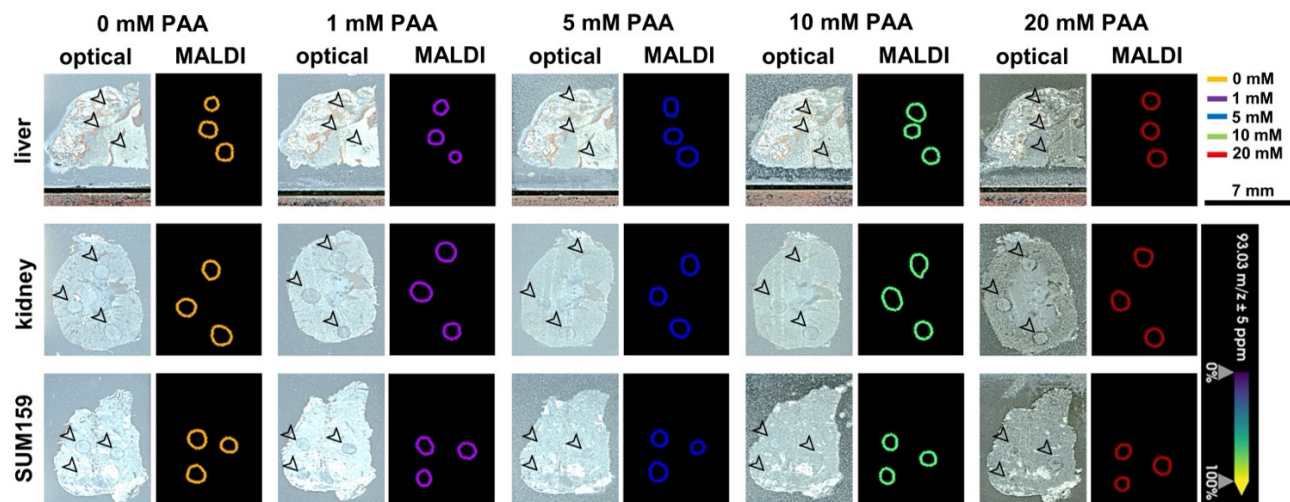 0 mM PAA 1 mM PAA 5 mM PAA 10 mM PAA 20 mM PAA
optical MALDI optical MALDI optical MALDI optical MALDI optical MALDI
liver
0 mM
1 mM
5 mM
10 mM
20 mM
7 mm
kidney
93.03 m/z ± 5 ppm
0%
100%
SUM159